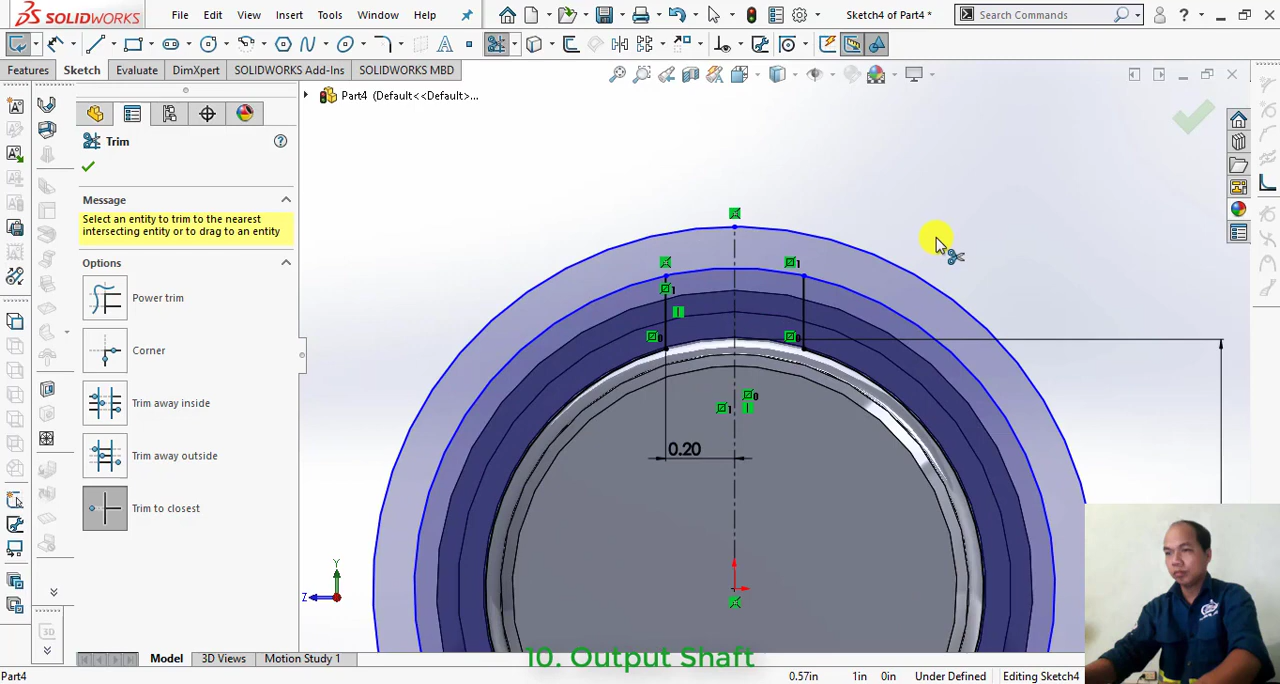 SOLIDWORKS
File
Edit
View
Insert
Tools
Window
Help
Sketch4 of Part4 *
Search Commands
Features
Sketch
Evaluate
DimXpert
SOLIDWORKS Add-Ins
SOLIDWORKS MBD
Part4 (Default<<Default>...
Trim
Message
Select an entity to trim to the nearest
intersecting entity or to drag to an entity
Options
Power trim
Corner
Trim away inside
Trim away outside
Trim to closest
0.20
Y
Z
3D
Model
3D Views
Motion Study 1
10. Output Shaft
Part4
0.57in
1in
0in
Under Defined
Editing Sketch4